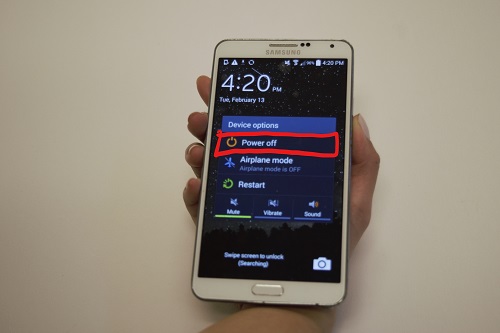 SAMSUNG
98% 4:20 PM
4:20 PM
Tue, February 13
Device options
Power off
Airplane mode
Airplane mode is OFF
Restart
Mute Vibrate Sound
Swipe screen to unlock
(Searching)